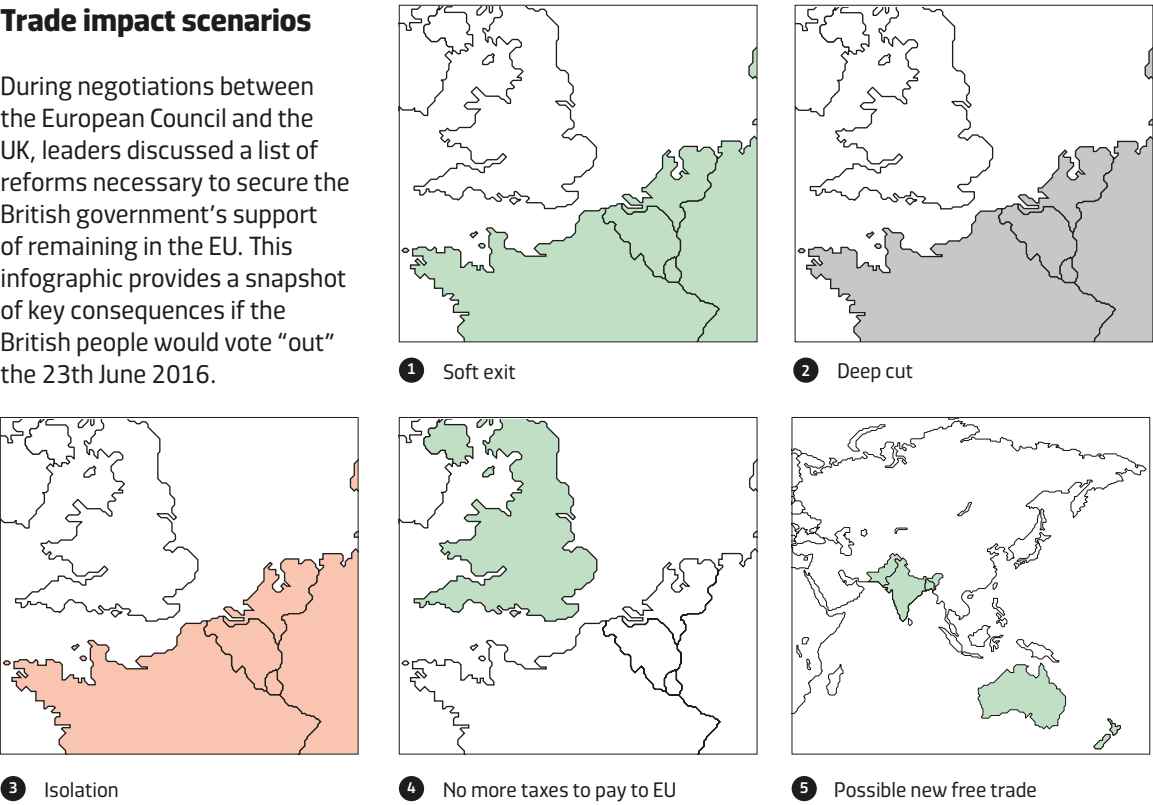 Trade impact scenarios
During negotiations between
the European Council and the
UK, leaders discussed a list of
reforms necessary to secure the
British government’s support
of remaining in the EU. This
infographic provides a snapshot
of key consequences if the
British people would vote “out”
the 23th June 2016.
1 Soft exit
2 Deep cut
3 Isolation
4 No more taxes to pay to EU
5 Possible new free trade